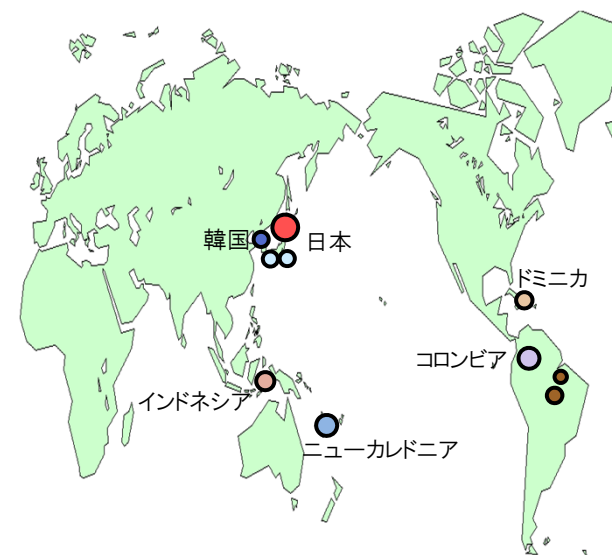 韓国
日本
ドミニカ
コロンビア
インドネシア
ニューカレドニア